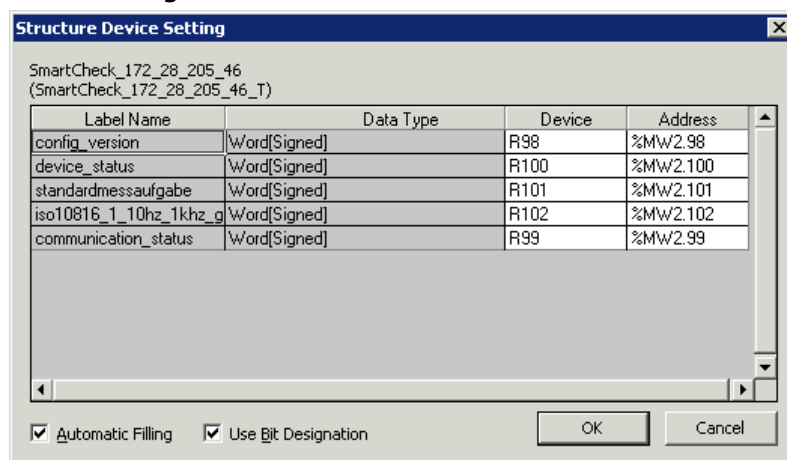 Structure Device Setting
SmartCheck_172_28_205_46
(SmartCheck_172_28_205_46_T)
Label Name Data Type Device Address
config_version Word[Signed] R98 %MW2.98
device_status Word[Signed] R100 %MW2.100
standardmessaufgabe Word[Signed] R101 %MW2.101
iso10816_1_10hz_1khz_g Word[Signed] R102 %MW2.102
communication_status Word[Signed] R99 %MW2.99
Automatic Filling Use Bit Designation OK Cancel